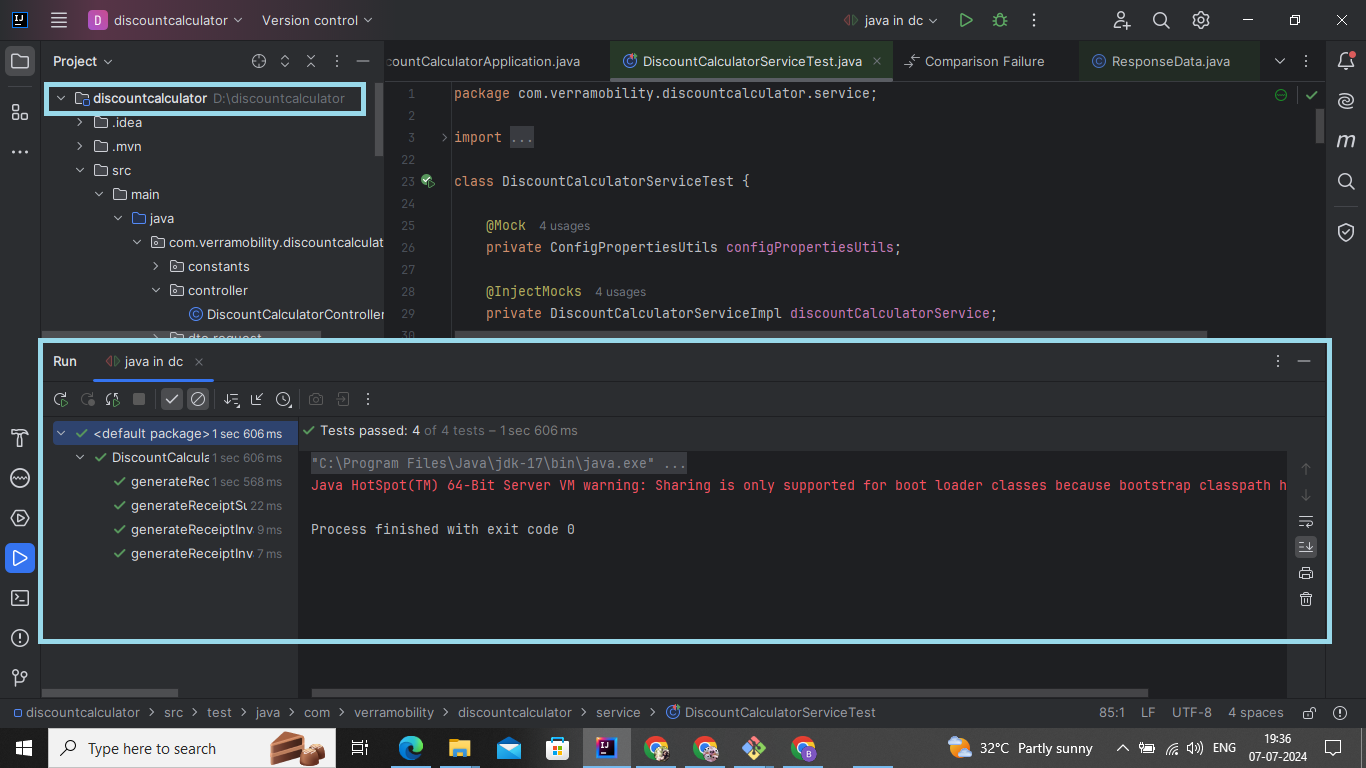 D discountcalculator Version control java in dc
Project
discountcalculator D:\discountcalculator
.idea
.mvn
src
main
java
com.verramobility.discountcalculat
constants
controller
DiscountCalculatorController
dto.request
countCalculatorApplication.java DiscountCalculatorServiceTest.java Comparison Failure ResponseData.java
1 package com.verramobility.discountcalculator.service;
2
3 import ...
22
23 class DiscountCalculatorServiceTest {
24
25 @Mock 4 usages
26 private ConfigPropertiesUtils configPropertiesUtils;
27
28 @InjectMocks 4 usages
29 private DiscountCalculatorServiceImpl discountCalculatorService;
30
m
Run java in dc
<default package> 1 sec 606 ms
DiscountCalcula 1 sec 606 ms
generateRec 1 sec 568 ms
generateReceiptSu 22 ms
generateReceiptInv 9 ms
generateReceiptInv 7 ms
Tests passed: 4 of 4 tests – 1 sec 606 ms
"C:\Program Files\Java\jdk-17\bin\java.exe" ...
Java HotSpot(TM) 64-Bit Server VM warning: Sharing is only supported for boot loader classes because bootstrap classpath h
Process finished with exit code 0
discountcalculator > src > test > java > com > verramobility > discountcalculator > service > DiscountCalculatorServiceTest 85:1 LF UTF-8 4 spaces
Type here to search 32°C Partly sunny ENG 19:36
07-07-2024